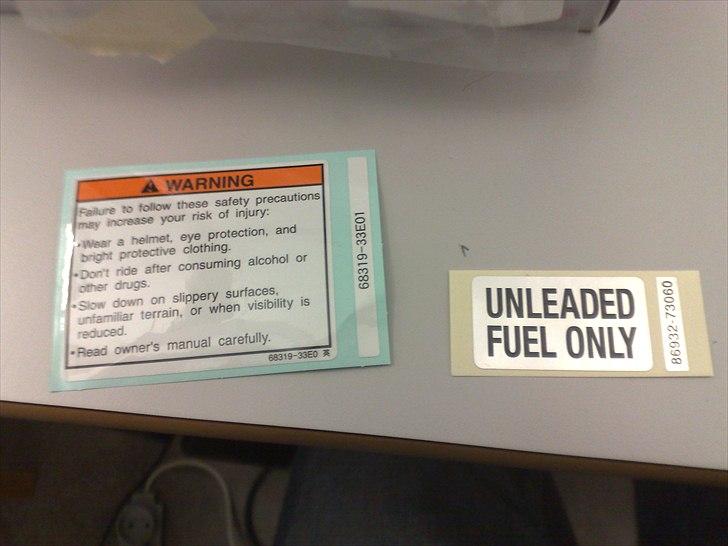 WARNING
Failure to follow these safety precautions
may increase your risk of injury:
•Wear a helmet, eye protection, and
bright protective clothing.
•Don't ride after consuming alcohol or
other drugs.
•Slow down on slippery surfaces,
unfamiliar terrain, or when visibility is
reduced.
•Read owner's manual carefully.
68319-33E0 英
68319-33E01
UNLEADED
FUEL ONLY
86932-73060